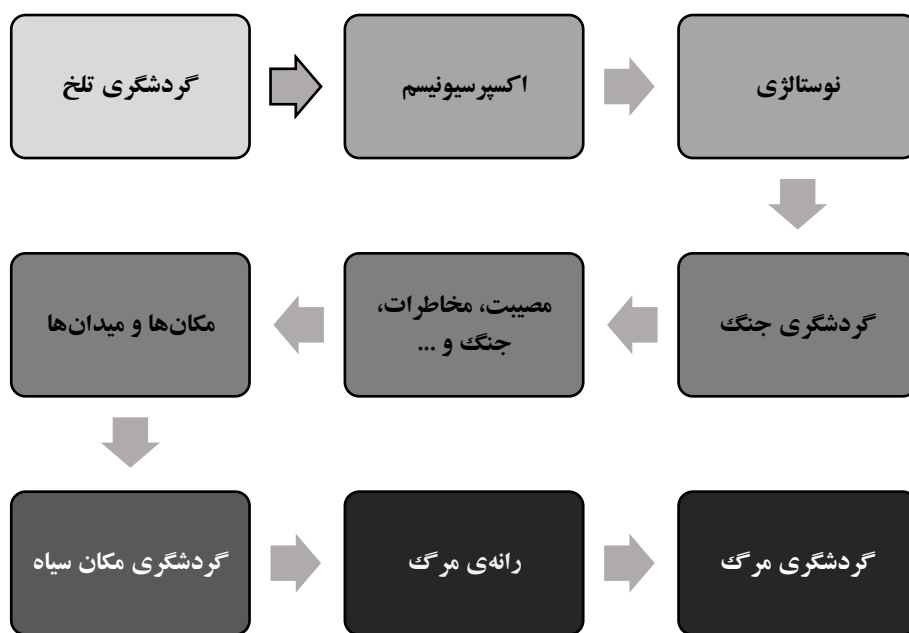 گردشگری تلخ
اکسپرسیونیسم
نوستالژی
گردشگری جنگ
مصیبت، مخاطرات،
جنگ و ...
مکان‌ها و میدان‌ها
گردشگری مکان سیاه
رانه‌ی مرگ
گردشگری مرگ